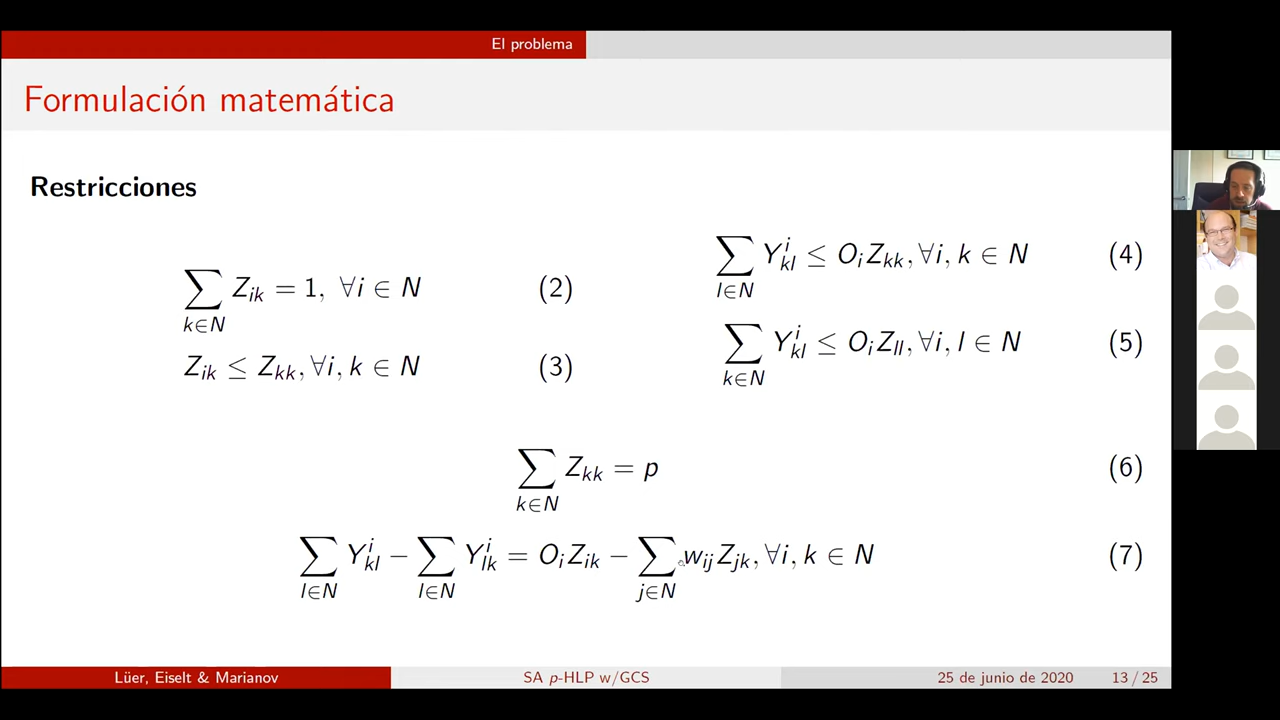 El problema
Formulación matemática
Restricciones
∑_{k∈N} Z_{ik} = 1, ∀i ∈ N (2)
Z_{ik} ≤ Z_{kk}, ∀i, k ∈ N (3)
∑_{l∈N} Y^i_{kl} ≤ O_i Z_{kk}, ∀i, k ∈ N (4)
∑_{k∈N} Y^i_{kl} ≤ O_i Z_{ll}, ∀i, l ∈ N (5)
∑_{k∈N} Z_{kk} = p (6)
∑_{l∈N} Y^i_{kl} − ∑_{l∈N} Y^i_{lk} = O_i Z_{ik} − ∑_{j∈N} w_{ij} Z_{jk}, ∀i, k ∈ N (7)
Lüer, Eiselt & Marianov SA p-HLP w/GCS 25 de junio de 2020 13 / 25